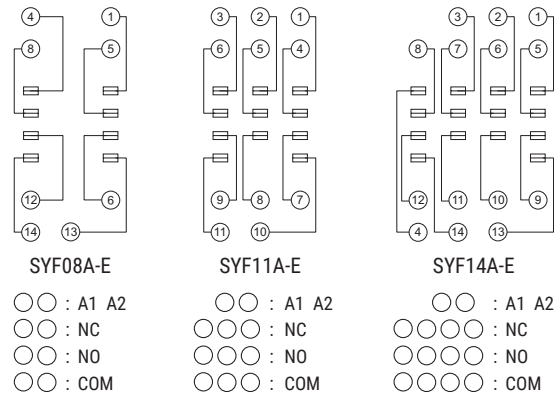 4 1 3 2 1 3 2 1
8 5 6 5 4 8 7 6 5
12 6 9 8 7 12 11 10 9
14 13 11 10 4 14 13
SYF08A-E SYF11A-E SYF14A-E
: A1 A2 : A1 A2 : A1 A2
: NC : NC : NC
: NO : NO : NO
: COM : COM : COM